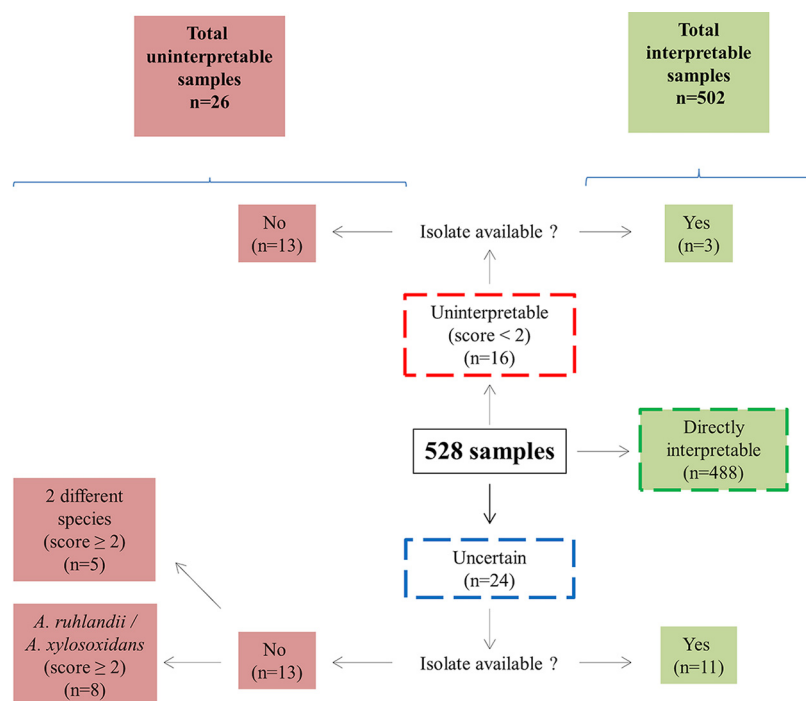 Total
uninterpretable
samples
n=26
Total
interpretable
samples
n=502
No
(n=13)
Isolate available ?
Yes
(n=3)
Uninterpretable
(score < 2)
(n=16)
528 samples
Directly
interpretable
(n=488)
2 different
species
(score ≥ 2)
(n=5)
Uncertain
(n=24)
A. ruhlandii /
A. xylosoxidans
(score ≥ 2)
(n=8)
No
(n=13)
Isolate available ?
Yes
(n=11)